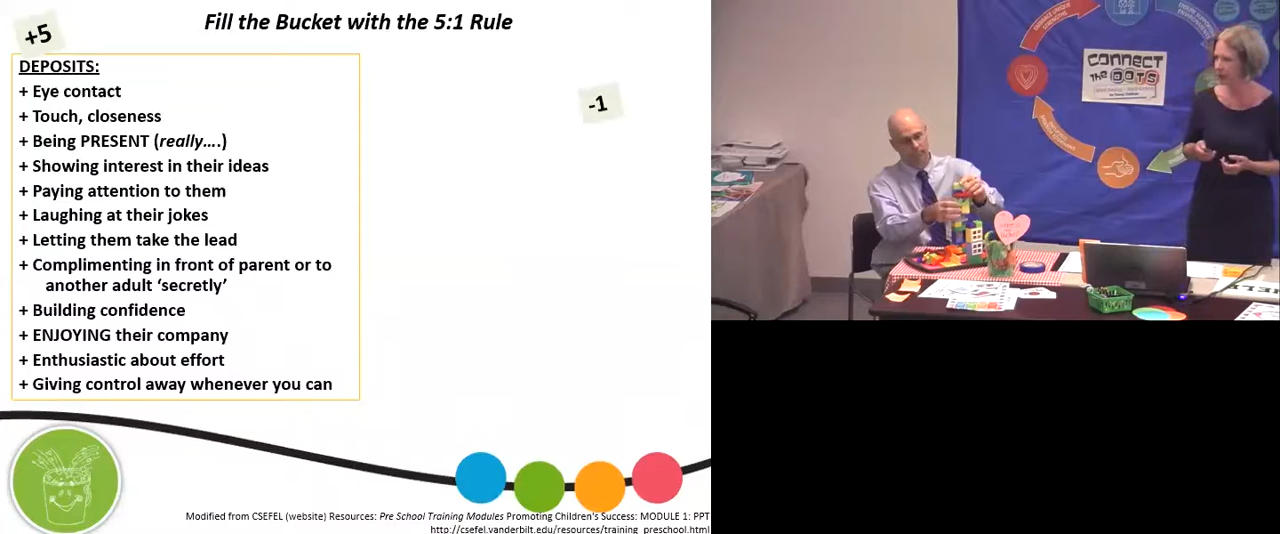 Fill the Bucket with the 5:1 Rule
+5
DEPOSITS:
+ Eye contact
+ Touch, closeness
+ Being PRESENT (really….)
+ Showing interest in their ideas
+ Paying attention to them
+ Laughing at their jokes
+ Letting them take the lead
+ Complimenting in front of parent or to
another adult ‘secretly’
+ Building confidence
+ ENJOYING their company
+ Enthusiastic about effort
+ Giving control away whenever you can
-1
Modified from CSEFEL (website) Resources: Pre School Training Modules Promoting Children's Success: MODULE 1: PPT
http://csefel.vanderbilt.edu/resources/training_preschool.html
CONNECT
THE DOTS